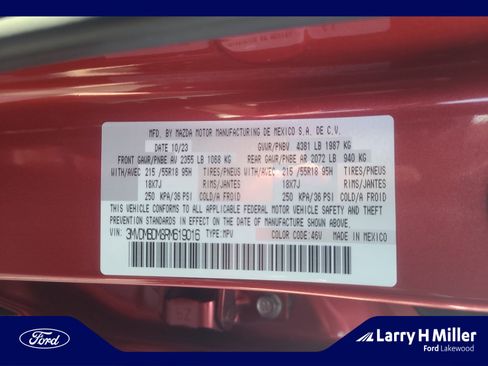 LARRY H. MILLER
DEALERSHIPS
MFD. BY MAZDA MOTOR MANUFACTURING DE MEXICO S.A. DE C.V.
DATE 10/23 GVWR/PNBV 4381 LB 1987 KG
FRONT GAWR/PNBE AV 2355 LB 1068 KG REAR GAWR/PNBE AR 2072 LB 940 KG
WITH/AVEC 215 /55R18 95H TIRES/PNEUS WITH/AVEC 215 /55R18 95H TIRES/PNEUS
18X7J RIMS/JANTES 18X7J RIMS/JANTES
250 KPA/36 PSI COLD/A FROID 250 KPA/36 PSI COLD/A FROID
THIS VEHICLE CONFORMS TO ALL APPLICABLE FEDERAL MOTOR VEHICLE SAFETY AND THEFT
PREVENTION STANDARDS IN EFFECT ON THE DATE OF MANUFACTURE SHOWN ABOVE.
VIN: 3MVDMBDM8RM619016 TYPE: MPV COLOR CODE: 46V MADE IN MEXICO
Ford
Larry H Miller
Ford Lakewood